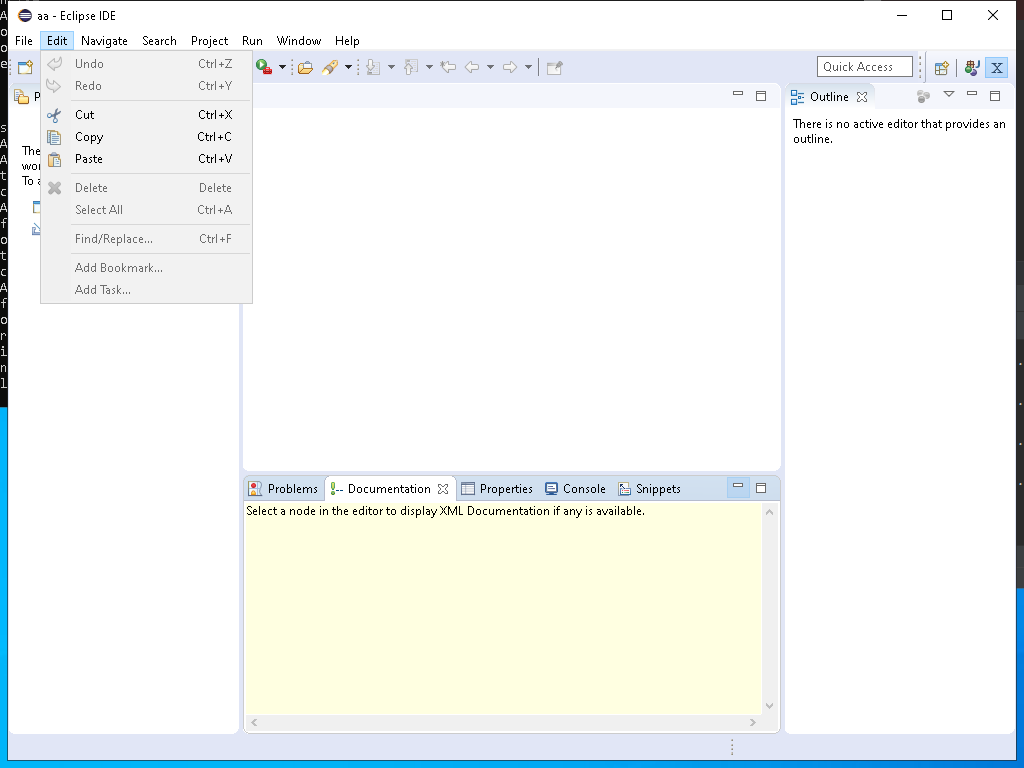 aa - Eclipse IDE
File Edit Navigate Search Project Run Window Help
Undo Ctrl+Z
Redo Ctrl+Y
Cut Ctrl+X
Copy Ctrl+C
Paste Ctrl+V
Delete Delete
Select All Ctrl+A
Find/Replace... Ctrl+F
Add Bookmark...
Add Task...
Quick Access
Outline
There is no active editor that provides an
outline.
Problems Documentation Properties Console Snippets
Select a node in the editor to display XML Documentation if any is available.